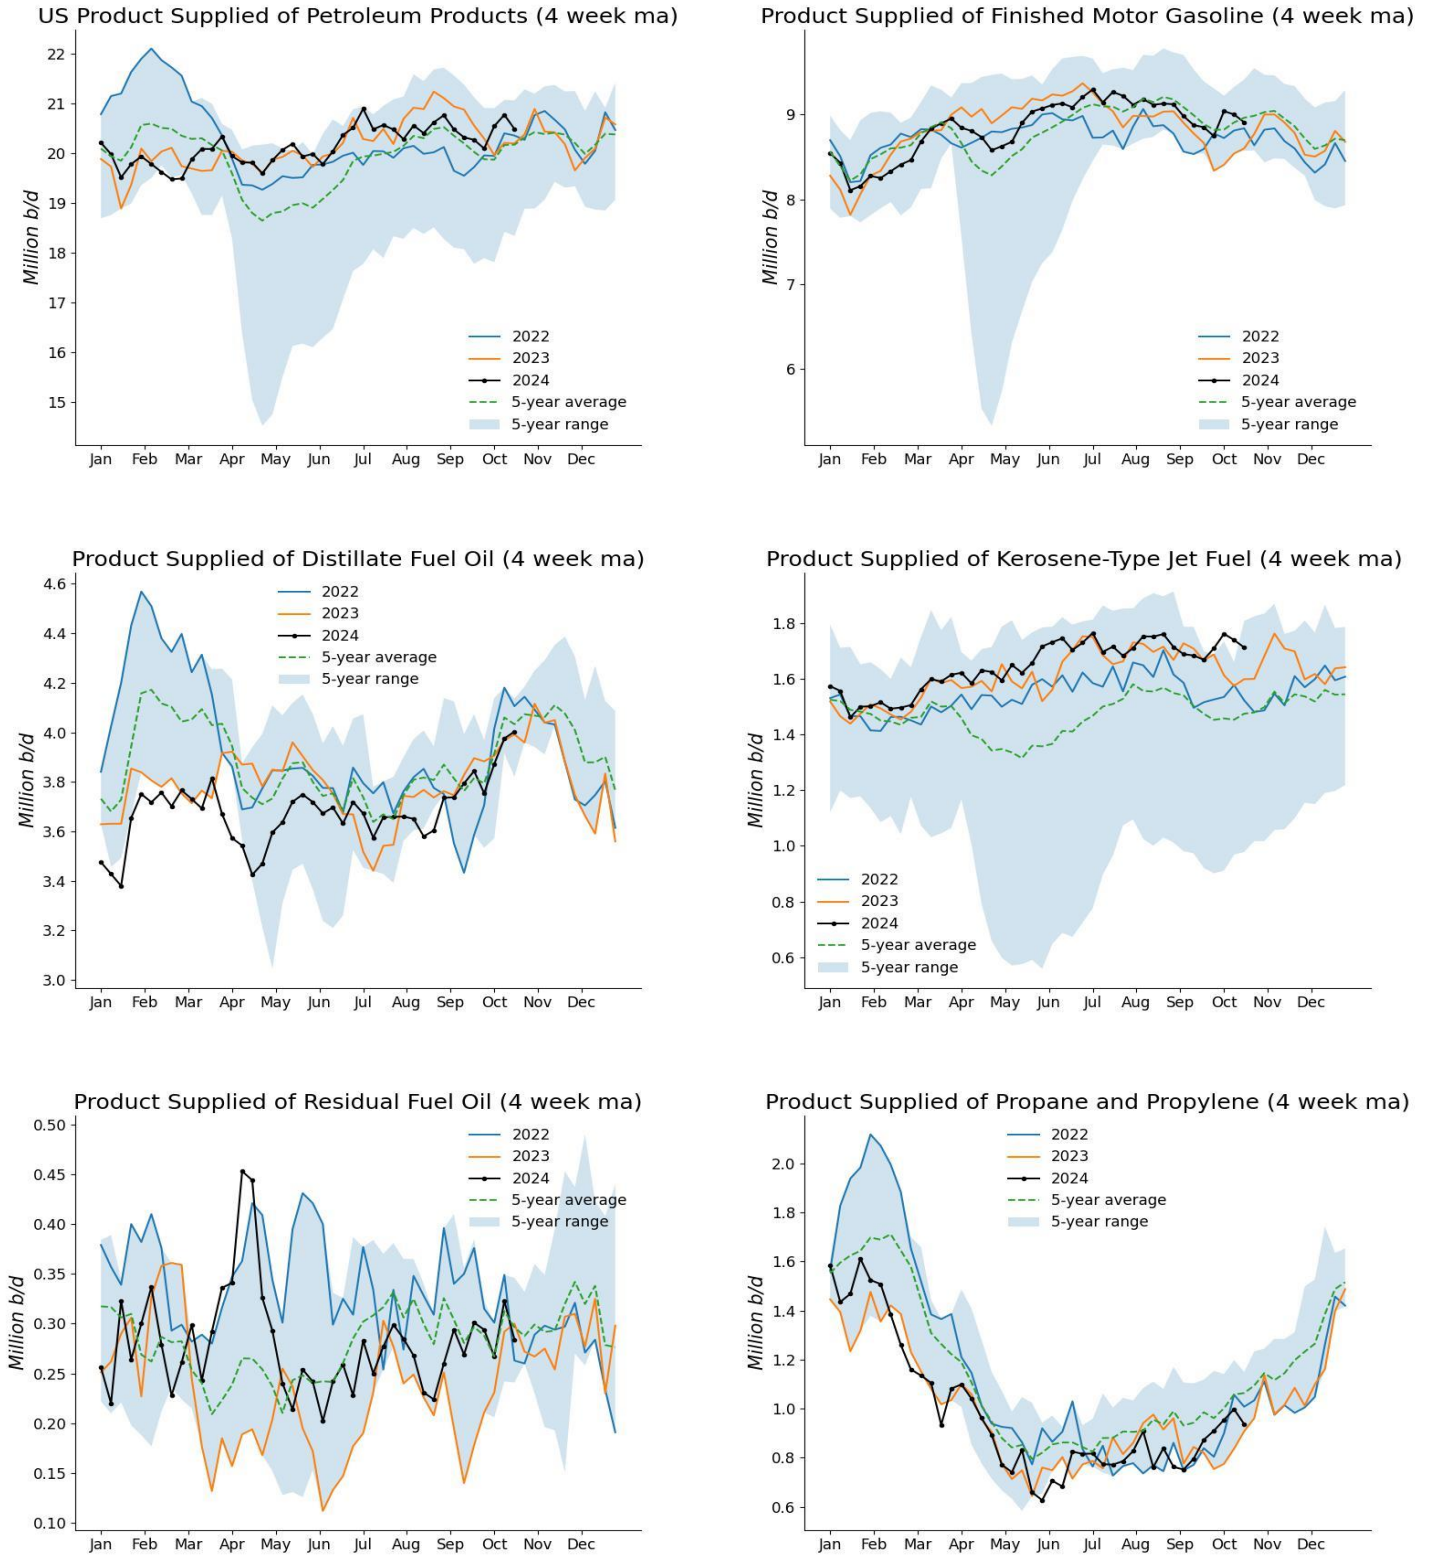 US Product Supplied of Petroleum Products (4 week ma)
Million b/d
22
21
20
19
18
17
16
15
2022
2023
2024
5-year average
5-year range
Jan Feb Mar Apr May Jun Jul Aug Sep Oct Nov Dec
Product Supplied of Finished Motor Gasoline (4 week ma)
Million b/d
9
8
7
6
2022
2023
2024
5-year average
5-year range
Jan Feb Mar Apr May Jun Jul Aug Sep Oct Nov Dec
Product Supplied of Distillate Fuel Oil (4 week ma)
Million b/d
4.6
4.4
4.2
4.0
3.8
3.6
3.4
3.2
3.0
2022
2023
2024
5-year average
5-year range
Jan Feb Mar Apr May Jun Jul Aug Sep Oct Nov Dec
Product Supplied of Kerosene-Type Jet Fuel (4 week ma)
Million b/d
1.8
1.6
1.4
1.2
1.0
0.8
0.6
2022
2023
2024
5-year average
5-year range
Jan Feb Mar Apr May Jun Jul Aug Sep Oct Nov Dec
Product Supplied of Residual Fuel Oil (4 week ma)
Million b/d
0.50
0.45
0.40
0.35
0.30
0.25
0.20
0.15
0.10
2022
2023
2024
5-year average
5-year range
Jan Feb Mar Apr May Jun Jul Aug Sep Oct Nov Dec
Product Supplied of Propane and Propylene (4 week ma)
Million b/d
2.0
1.8
1.6
1.4
1.2
1.0
0.8
0.6
2022
2023
2024
5-year average
5-year range
Jan Feb Mar Apr May Jun Jul Aug Sep Oct Nov Dec